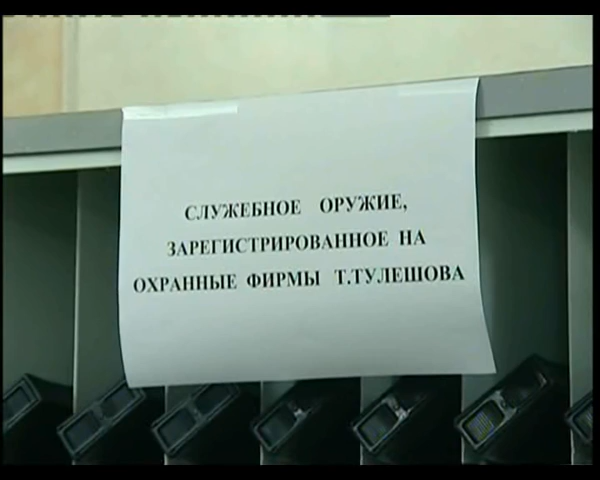 СЛУЖЕБНОЕ ОРУЖИЕ,
ЗАРЕГИСТРИРОВАННОЕ НА
ОХРАННЫЕ ФИРМЫ Т.ТУЛЕШОВА